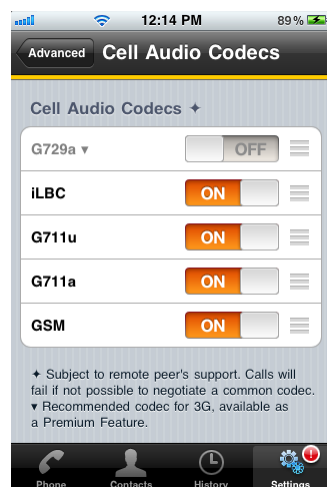 12:14 PM 89%
Advanced Cell Audio Codecs
Cell Audio Codecs ✦
G729a ▾ OFF
iLBC ON
G711u ON
G711a ON
GSM ON
✦ Subject to remote peer's support. Calls will
fail if not possible to negotiate a common codec.
▾ Recommended codec for 3G, available as
a Premium Feature.
Phone Contacts History Settings